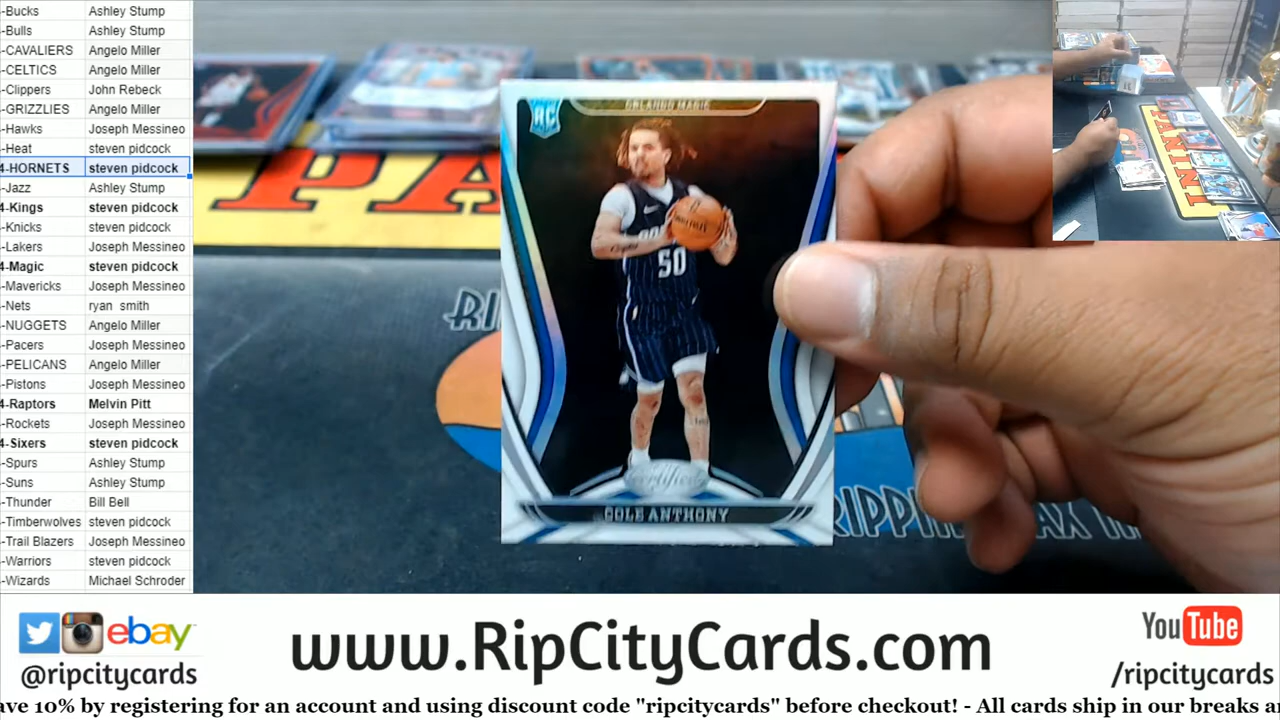 -Bucks Ashley Stump
-Bulls Ashley Stump
-CAVALIERS Angelo Miller
-CELTICS Angelo Miller
-Clippers John Rebeck
-GRIZZLIES Angelo Miller
-Hawks Joseph Messineo
-Heat steven pidcock
4-HORNETS steven pidcock
-Jazz Ashley Stump
4-Kings steven pidcock
-Knicks steven pidcock
-Lakers Joseph Messineo
4-Magic steven pidcock
-Mavericks Joseph Messineo
-Nets ryan smith
-NUGGETS Angelo Miller
-Pacers Joseph Messineo
-PELICANS Angelo Miller
-Pistons Joseph Messineo
4-Raptors Melvin Pitt
-Rockets Joseph Messineo
4-Sixers steven pidcock
-Spurs Ashley Stump
-Suns Ashley Stump
-Thunder Bill Bell
-Timberwolves steven pidcock
-Trail Blazers Joseph Messineo
-Warriors steven pidcock
-Wizards Michael Schroder
ORLANDO MAGIC
RC
50
certified
COLE ANTHONY
PA
RI
RIPPIN
PANINI
ebay
@ripcitycards
www.RipCityCards.com
YouTube
/ripcitycards
ave 10% by registering for an account and using discount code "ripcitycards" before checkout! - All cards ship in our breaks a